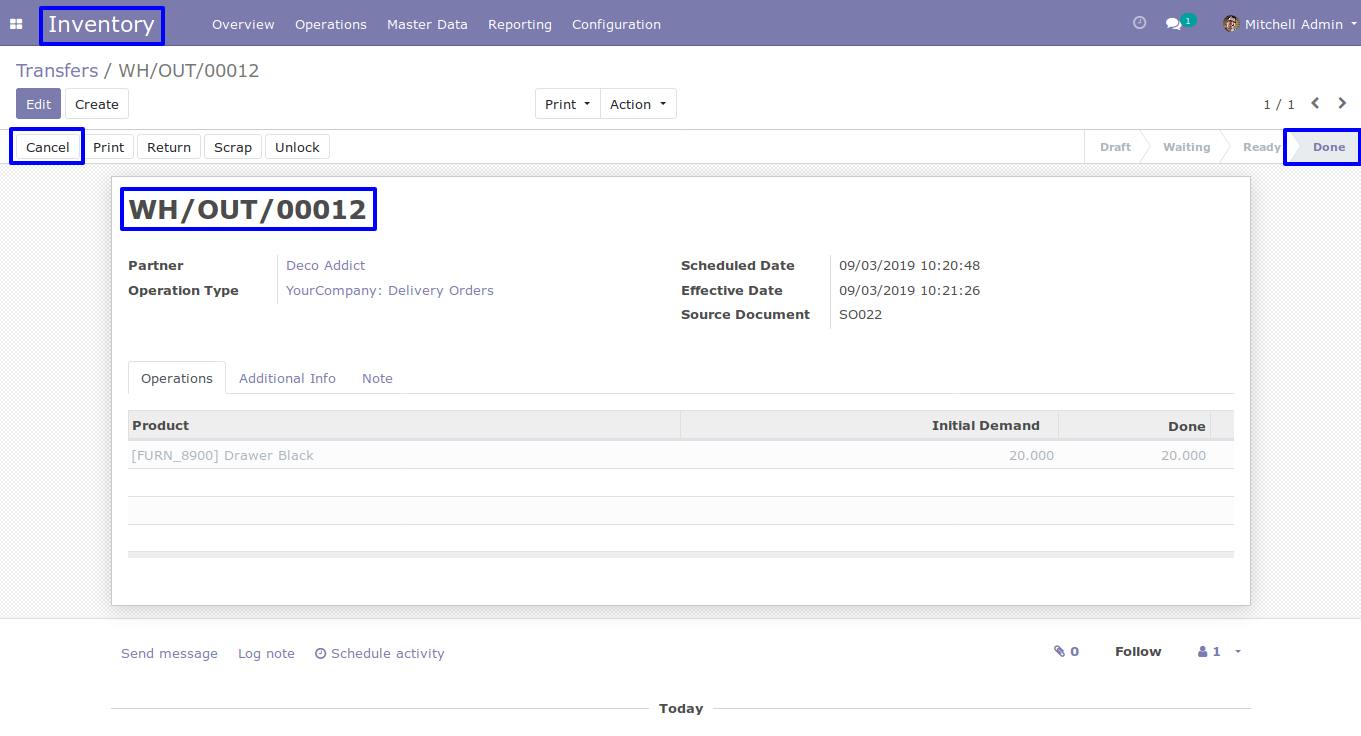 Inventory Overview Operations Master Data Reporting Configuration 1 Mitchell Admin
Transfers / WH/OUT/00012
Edit Create Print Action 1 / 1
Cancel Print Return Scrap Unlock Draft Waiting Ready Done
WH/OUT/00012
Partner Deco Addict Scheduled Date 09/03/2019 10:20:48
Operation Type YourCompany: Delivery Orders Effective Date 09/03/2019 10:21:26
Source Document SO022
Operations Additional Info Note
Product Initial Demand Done
[FURN_8900] Drawer Black 20.000 20.000
Send message Log note Schedule activity 0 Follow 1
Today